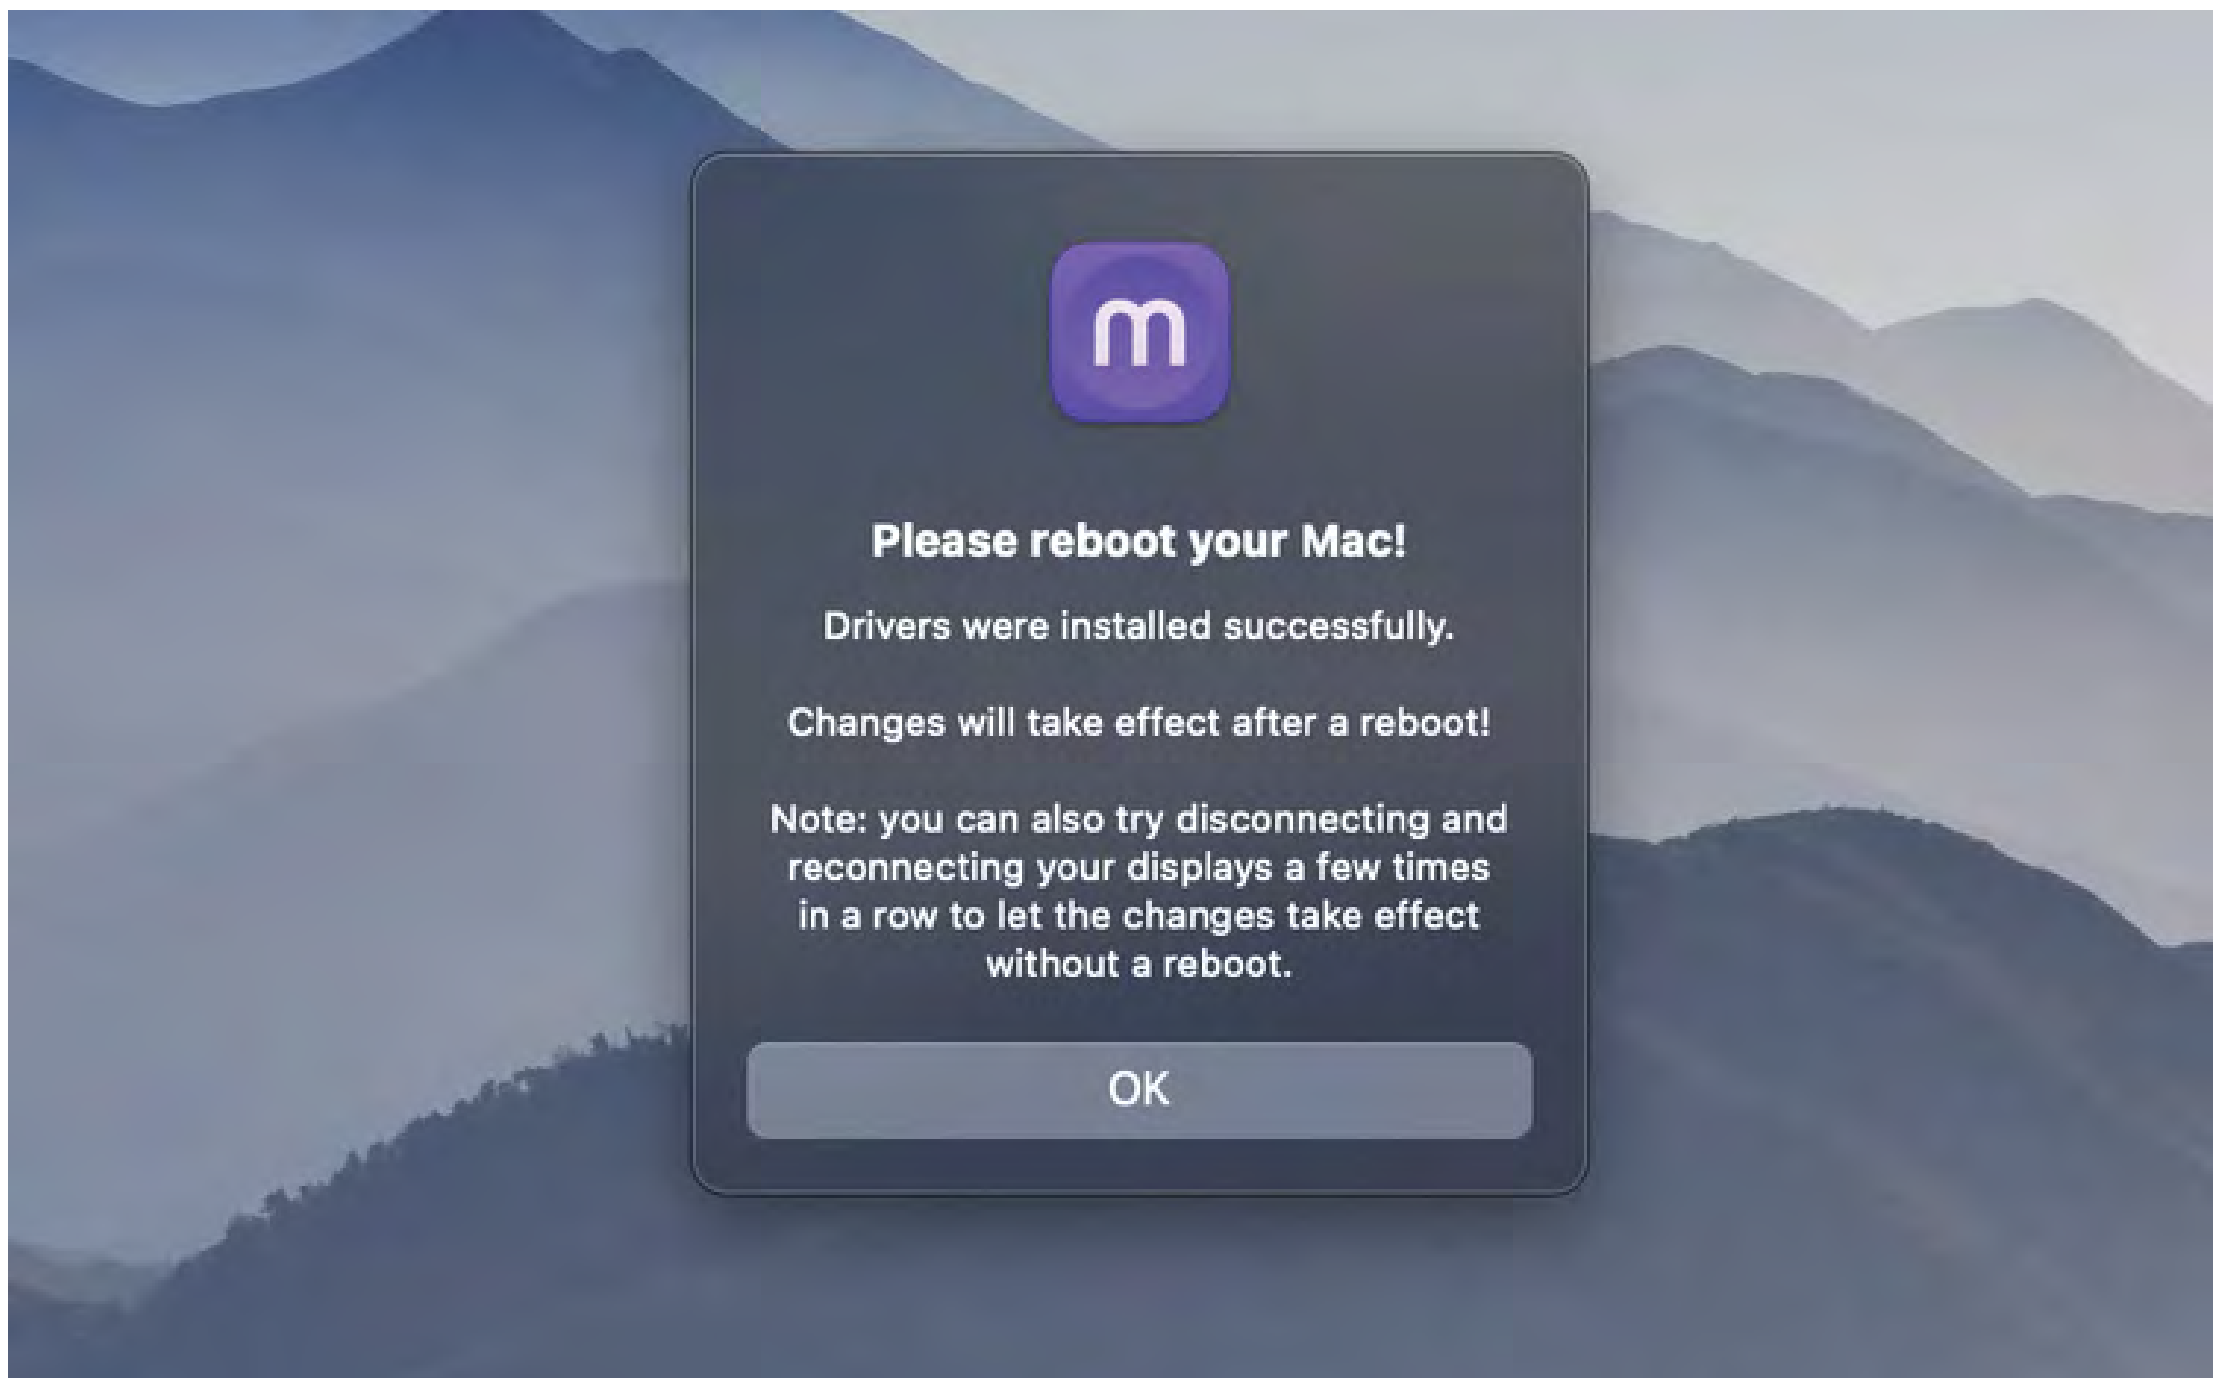 m
Please reboot your Mac!
Drivers were installed successfully.
Changes will take effect after a reboot!
Note: you can also try disconnecting and
reconnecting your displays a few times
in a row to let the changes take effect
without a reboot.
OK